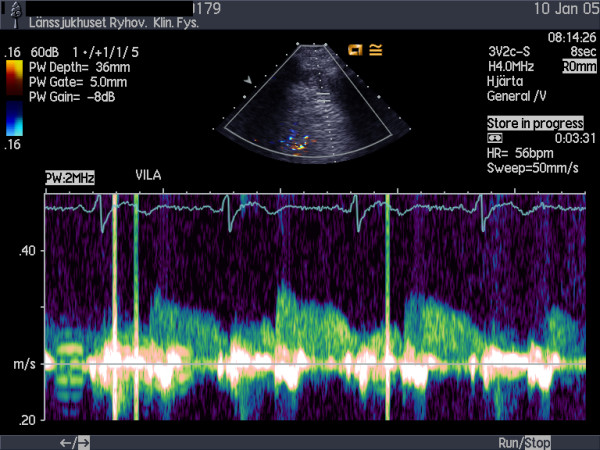 1179 10 Jan 05
Länssjukhuset Ryhov. Klin. Fys.
08:14:26
.16 60dB 1 ·/+1/1/5 3V2c-S 8sec
PW Depth= 36mm H4.0MHz R0mm
PW Gate= 5.0mm Hjärta
PW Gain= -8dB General /V
.16
Store in progress
0:03:31
HR= 56bpm
Sweep=50mm/s
PW:2MHz VILA
.40
m/s
.20
←/→ Run/Stop